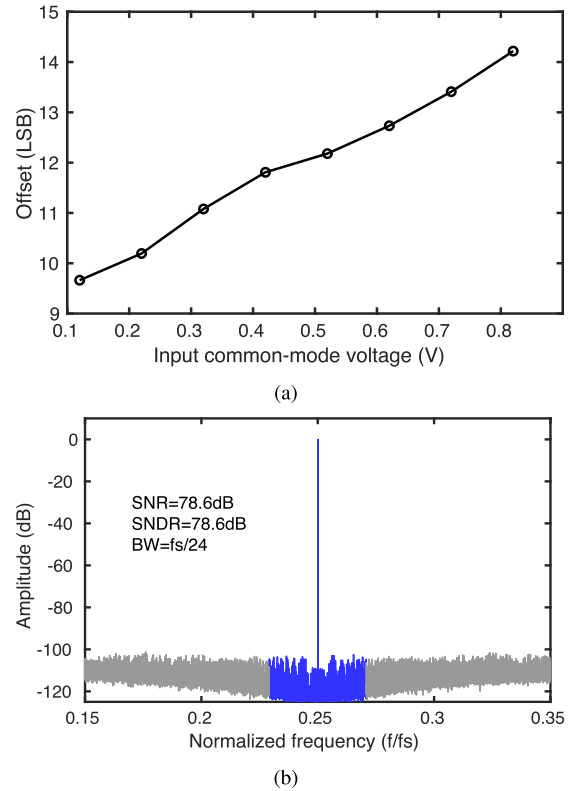 15
14
13
12
11
10
9
Offset (LSB)
0.1 0.2 0.3 0.4 0.5 0.6 0.7 0.8
Input common-mode voltage (V)
(a)
0
-20
-40
-60
-80
-100
-120
Amplitude (dB)
SNR=78.6dB
SNDR=78.6dB
BW=fs/24
0.15 0.2 0.25 0.3 0.35
Normalized frequency (f/fs)
(b)